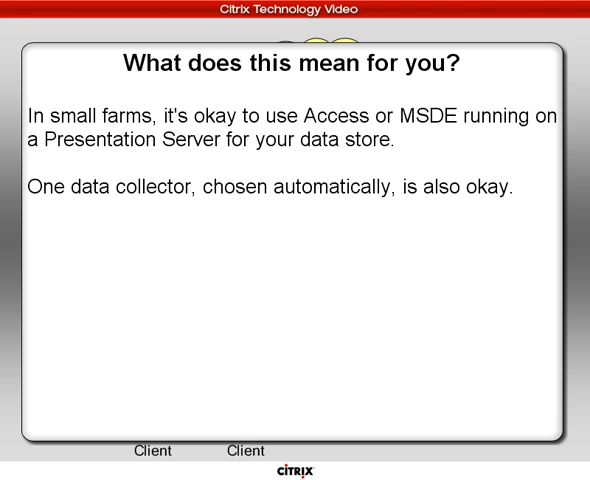 Citrix Technology Video
What does this mean for you?
In small farms, it's okay to use Access or MSDE running on
a Presentation Server for your data store.
One data collector, chosen automatically, is also okay.
Client Client
CITRIX